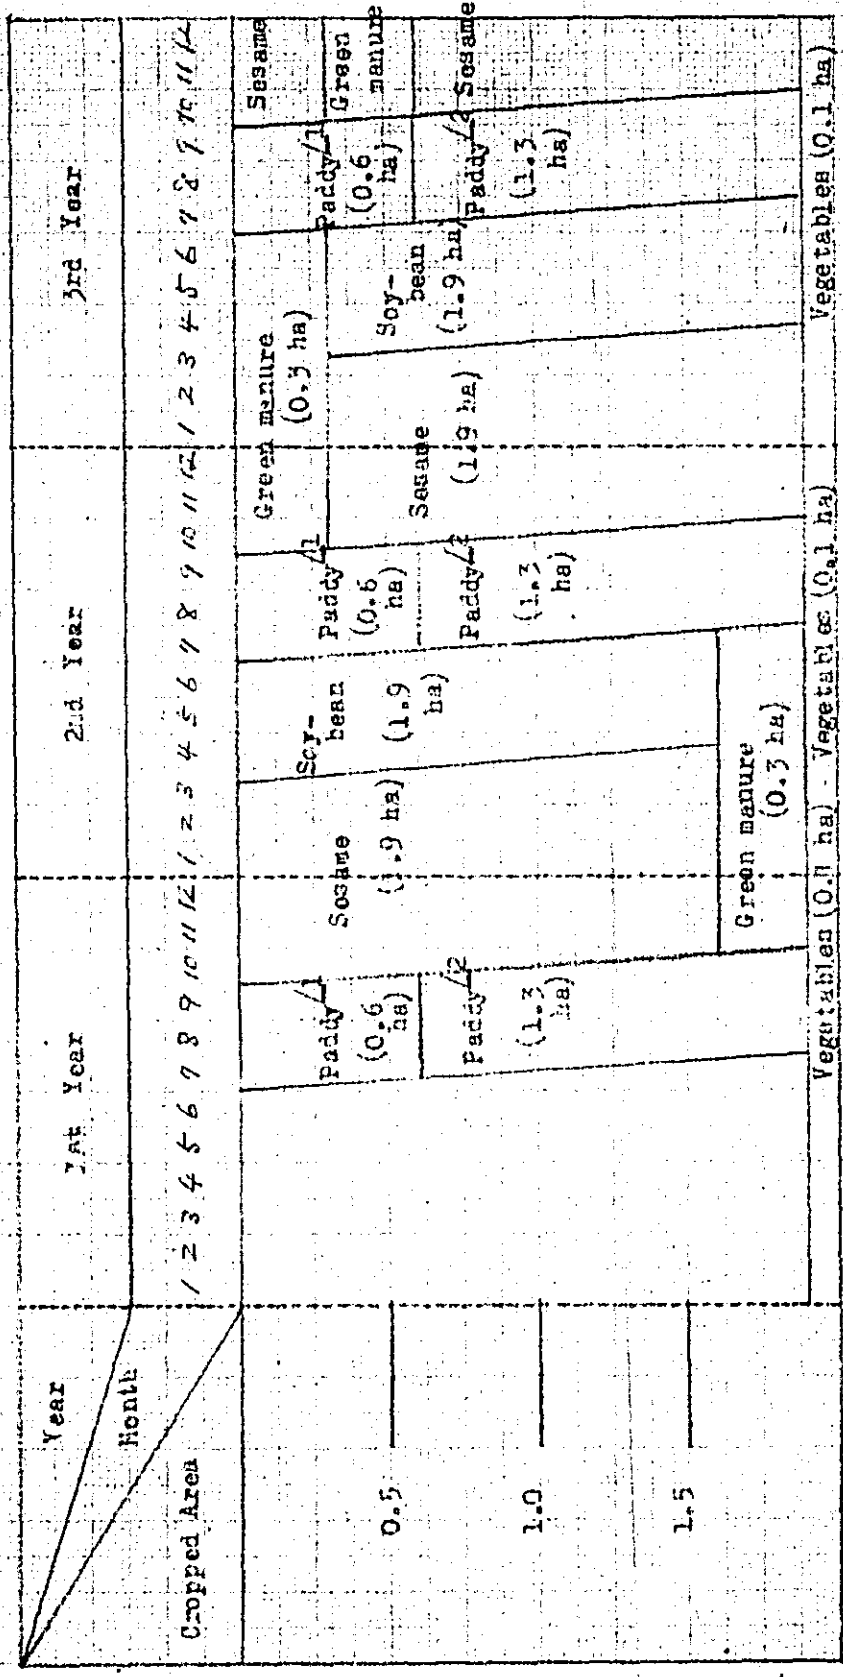 Year
Month
Cropped Area
1st Year
2nd Year
3rd Year
1 2 3 4 5 6 7 8 9 10 11 12 1 2 3 4 5 6 7 8 9 10 11 12 1 2 3 4 5 6 7 8 9 10 11 12
0.5
1.0
1.5
Paddy/1
(0.6
ha)
Paddy/2
(1.3
ha)
Sesame
(1.9 ha)
Soy-
bean
(1.9
ha)
Green manure
(0.3 ha)
Paddy/1
(0.6
ha)
Paddy/2
(1.3
ha)
Green manure
(0.3 ha)
Sesame
(1.9 ha)
Soy-
bean
(1.9 ha)
Paddy/1
(0.6
ha)
Paddy/2
(1.3
ha)
Sesame
Green
manure
Sesame
Vegetables (0.1 ha) - Vegetables (0.1 ha)
Vegetables (0.1 ha)